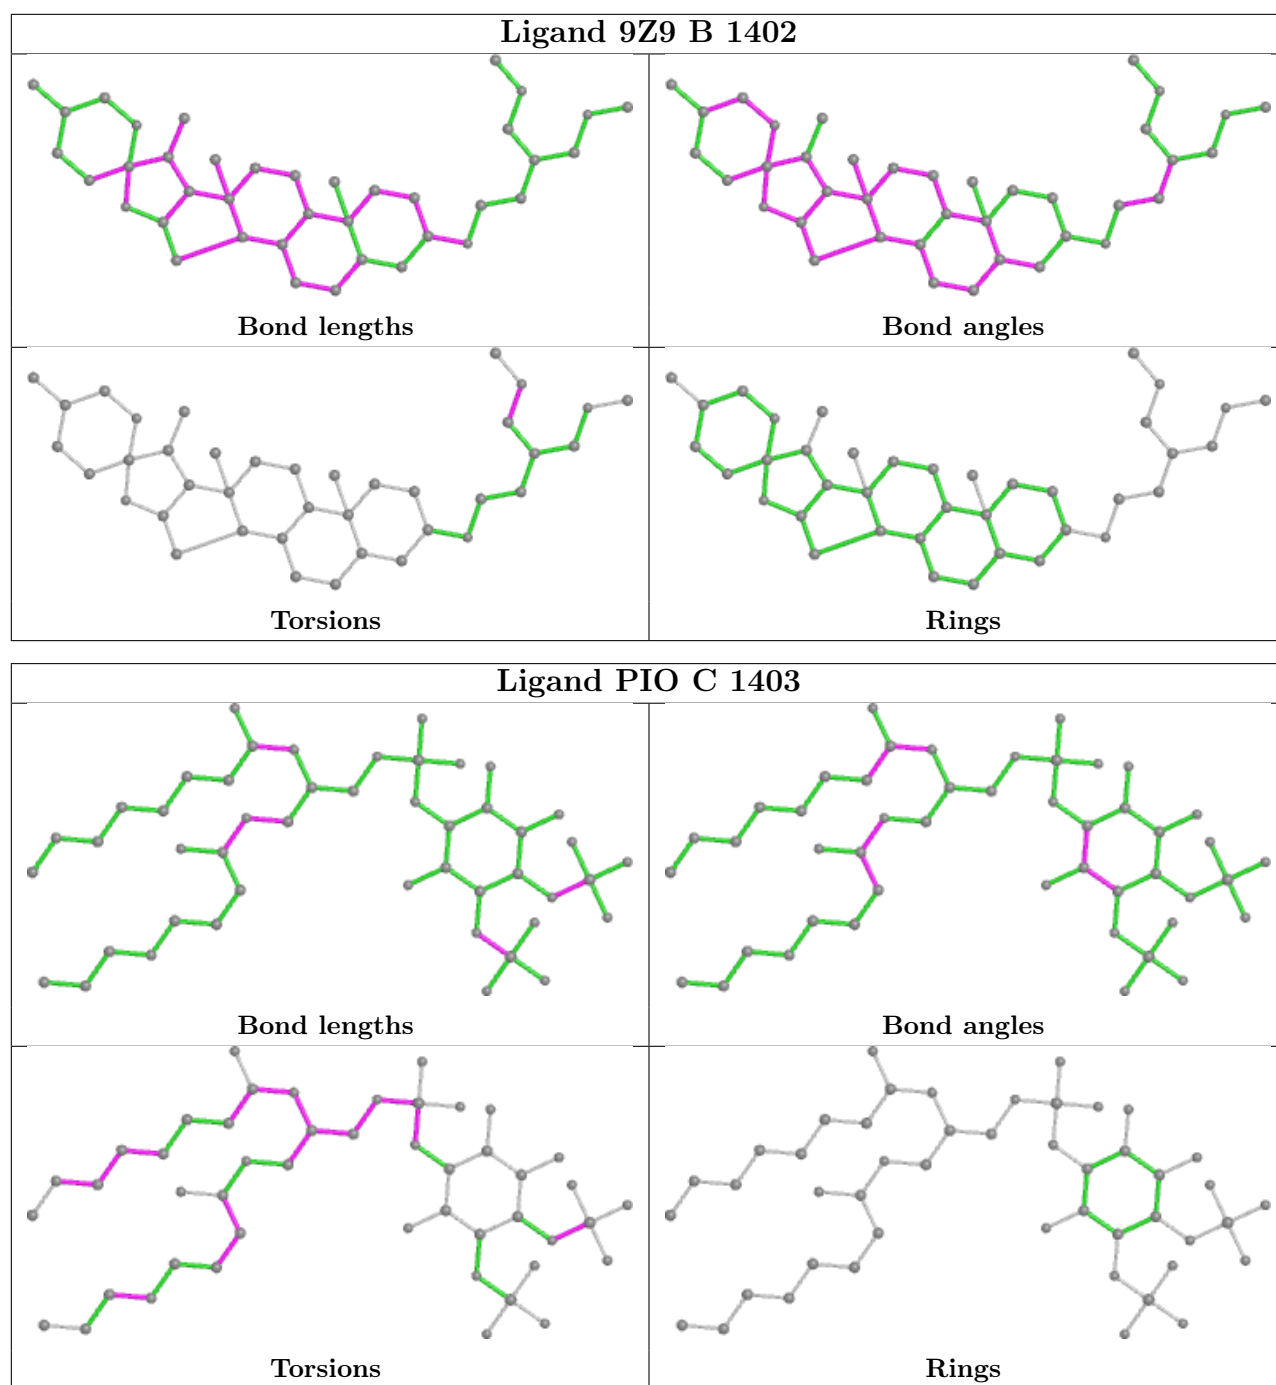 Ligand 9Z9 B 1402
Bond lengths
Bond angles
Torsions
Rings
Ligand PIO C 1403
Bond lengths
Bond angles
Torsions
Rings